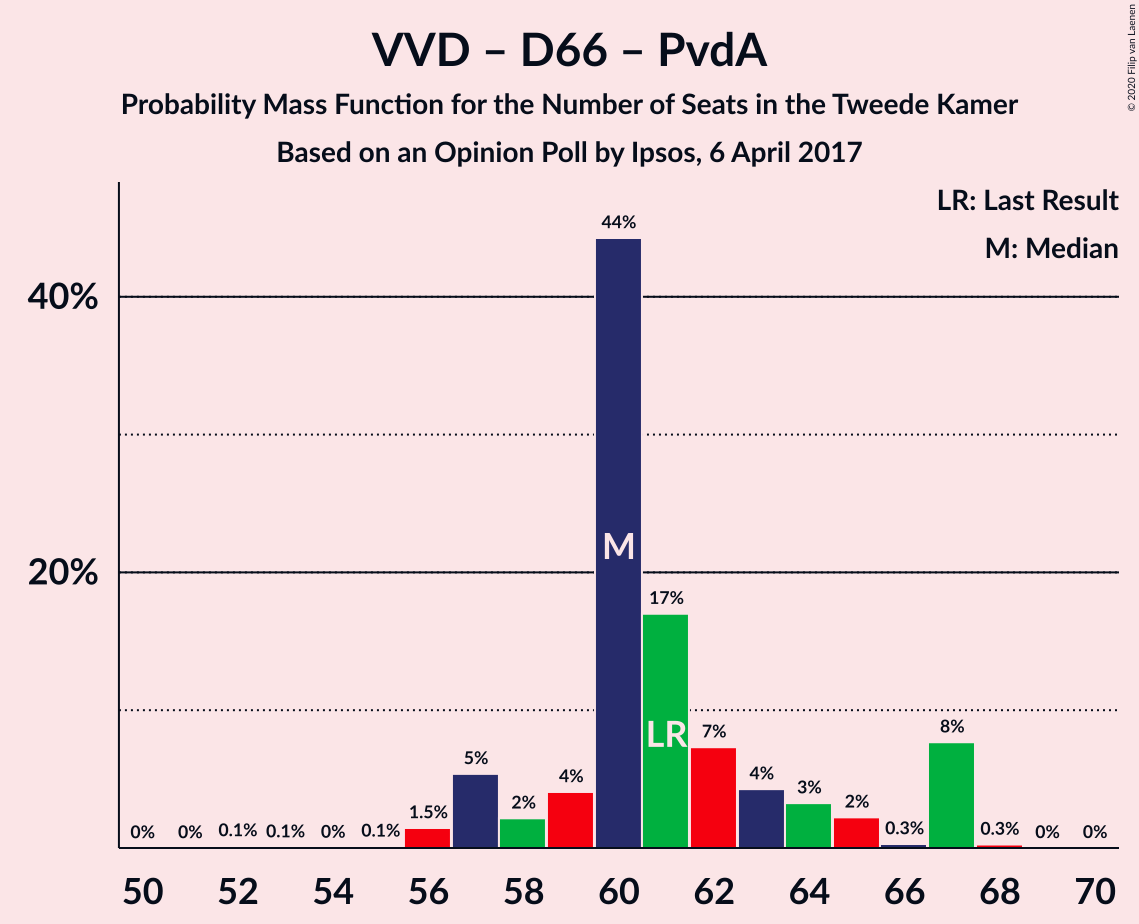 VVD – D66 – PvdA
Probability Mass Function for the Number of Seats in the Tweede Kamer
Based on an Opinion Poll by Ipsos, 6 April 2017
© 2020 Filip van Laenen
LR: Last Result
M: Median
40%
20%
0% 0% 0.1% 0.1% 0% 0.1% 1.5% 5% 2% 4% 44% 17% 7% 4% 3% 2% 0.3% 8% 0.3% 0% 0%
M
LR
50 52 54 56 58 60 62 64 66 68 70